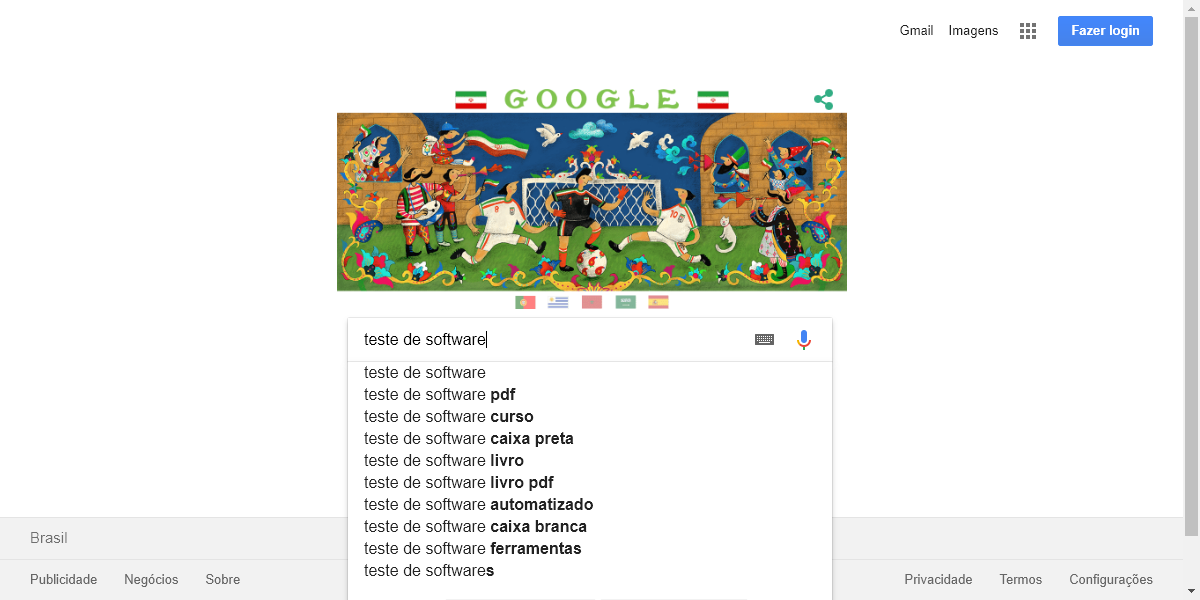 Gmail Imagens Fazer login
GOOGLE
teste de software
teste de software
teste de software pdf
teste de software curso
teste de software caixa preta
teste de software livro
teste de software livro pdf
teste de software automatizado
teste de software caixa branca
teste de software ferramentas
teste de softwares
Brasil
Publicidade Negócios Sobre Privacidade Termos Configurações